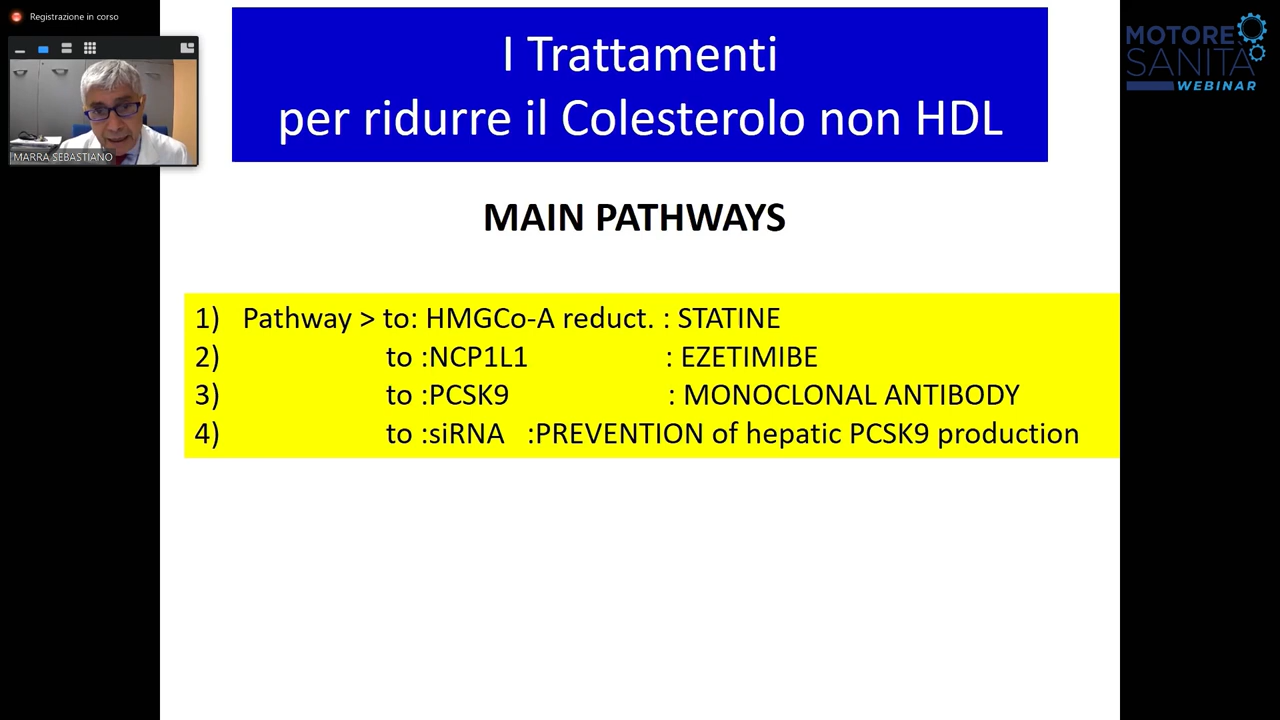 Registrazione in corso
MARRA SEBASTIANO
I Trattamenti
per ridurre il Colesterolo non HDL
MOTORE
SANITÀ
WEBINAR
MAIN PATHWAYS
1) Pathway > to: HMGCo-A reduct. : STATINE
2) to :NCP1L1 : EZETIMIBE
3) to :PCSK9 : MONOCLONAL ANTIBODY
4) to :siRNA :PREVENTION of hepatic PCSK9 production